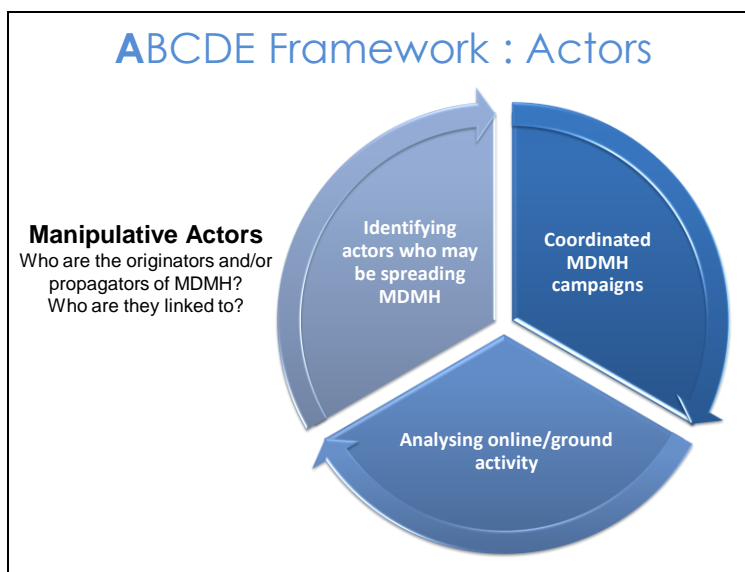 ABCDE Framework : Actors
Manipulative Actors
Who are the originators and/or
propagators of MDMH?
Who are they linked to?
Identifying
actors who may
be spreading
MDMH
Coordinated
MDMH
campaigns
Analysing online/ground
activity